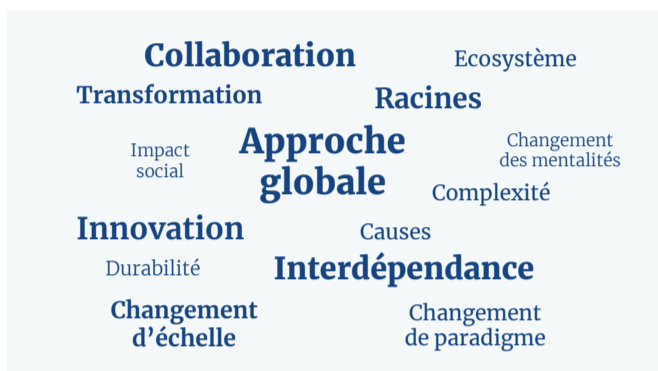 Collaboration
Ecosystème
Transformation
Racines
Approche
globale
Impact
social
Changement
des mentalités
Complexité
Innovation
Causes
Durabilité
Interdépendance
Changement
d’échelle
Changement
de paradigme